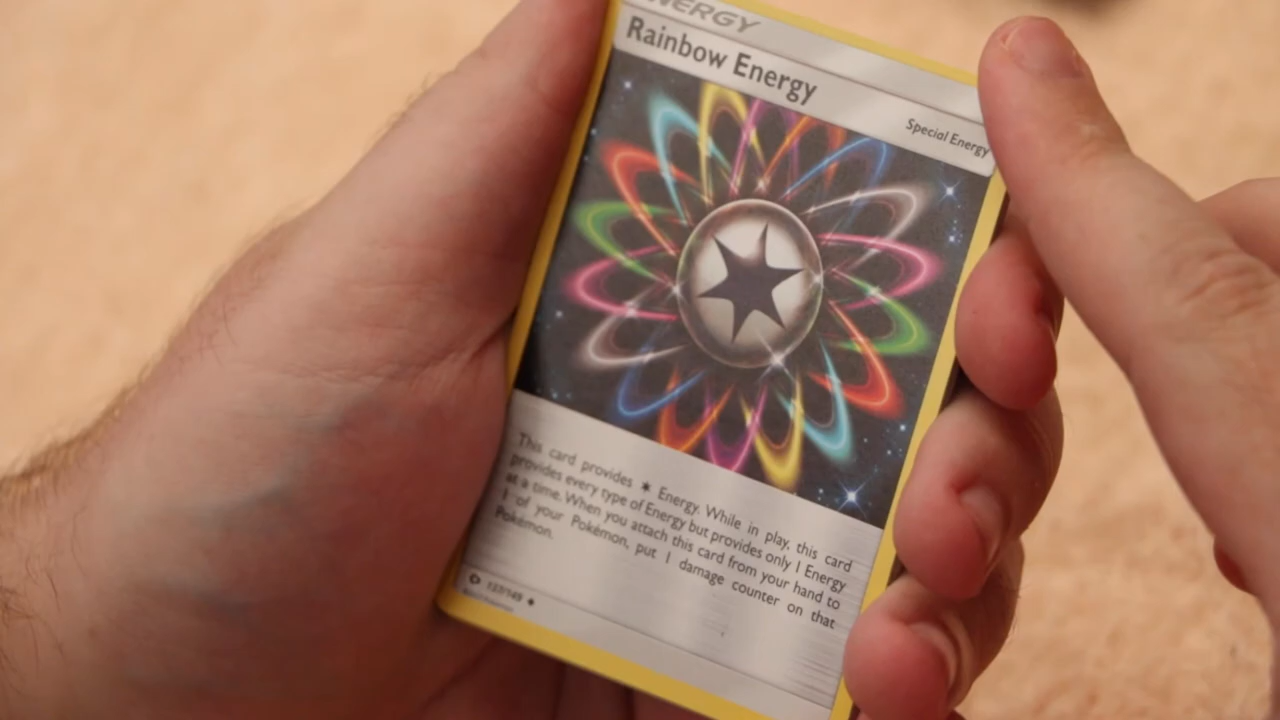 ENERGY
Rainbow Energy
Special Energy
This card provides ✶ Energy. While in play, this card
provides every type of Energy but provides only 1 Energy
at a time. When you attach this card from your hand to
1 of your Pokémon, put 1 damage counter on that
Pokémon.
137/149 ◆